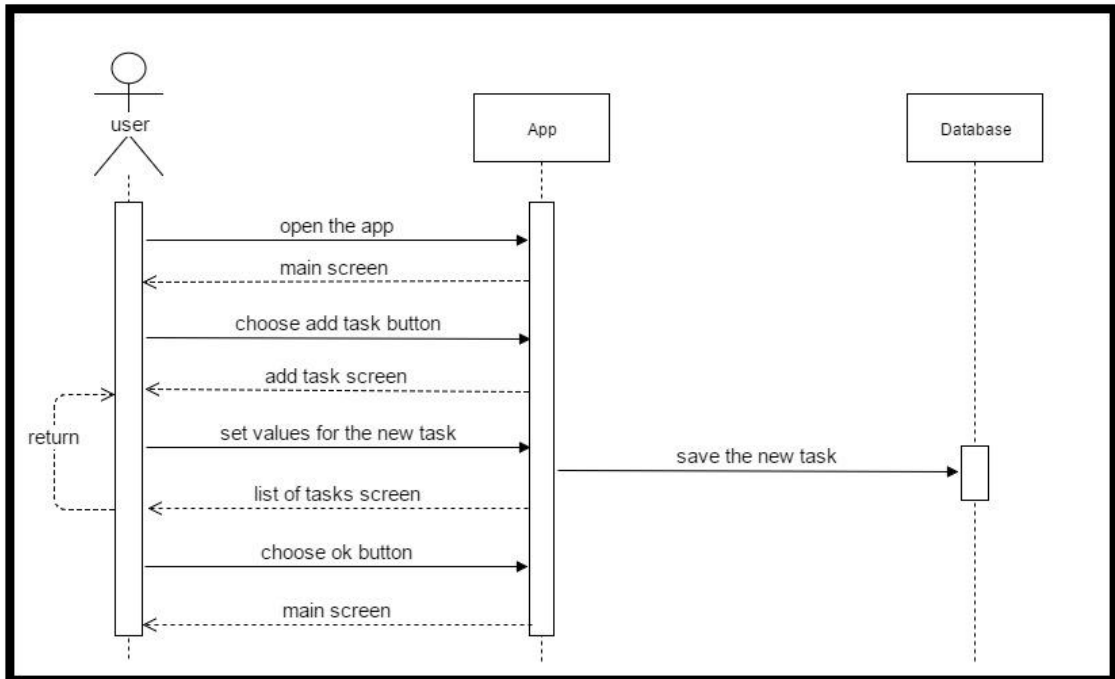 user
App
Database
open the app
main screen
choose add task button
add task screen
return
set values for the new task
save the new task
list of tasks screen
choose ok button
main screen